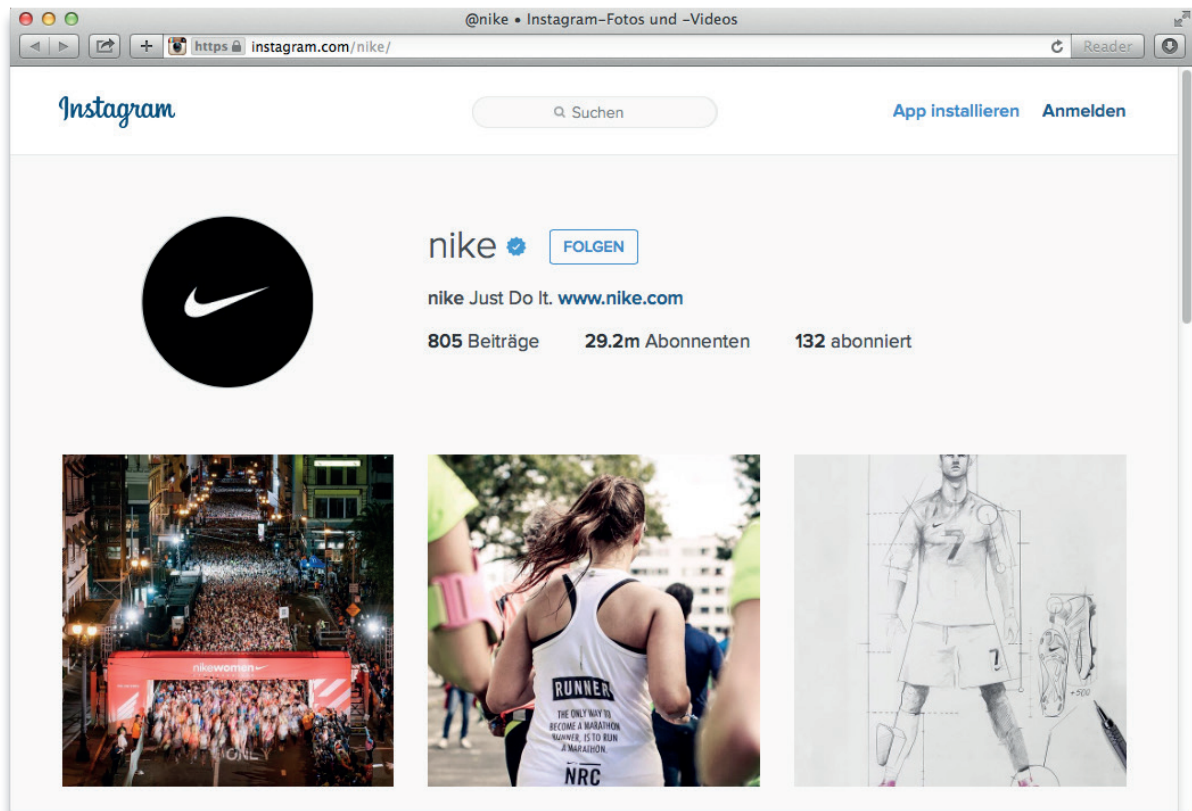 @nike • Instagram-Fotos und -Videos
https instagram.com/nike/
Reader
Instagram
Suchen
App installieren
Anmelden
nike
FOLGEN
nike Just Do It. www.nike.com
805 Beiträge 29.2m Abonnenten 132 abonniert
nikewomen
RUNNER
THE ONLY WAY TO
BECOME A MARATHON
RUNNER, IS TO RUN
A MARATHON.
NRC
7
7
+500